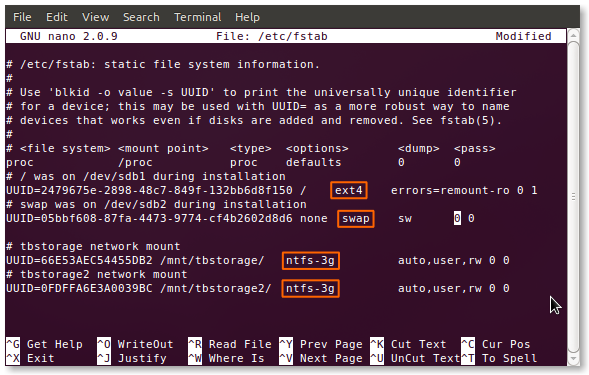 File Edit View Search Terminal Help
GNU nano 2.0.9 File: /etc/fstab Modified
# /etc/fstab: static file system information.
#
# Use 'blkid -o value -s UUID' to print the universally unique identifier
# for a device; this may be used with UUID= as a more robust way to name
# devices that works even if disks are added and removed. See fstab(5).
#
# <file system> <mount point> <type> <options> <dump> <pass>
proc /proc proc defaults 0 0
# / was on /dev/sdb1 during installation
UUID=2479675e-2898-48c7-849f-132bb6d8f150 / ext4 errors=remount-ro 0 1
# swap was on /dev/sdb2 during installation
UUID=05bbf608-87fa-4473-9774-cf4b2602d8d6 none swap sw 0 0
# tbstorage network mount
UUID=66E53AEC54455DB2 /mnt/tbstorage/ ntfs-3g auto,user,rw 0 0
# tbstorage2 network mount
UUID=0FDFFA6E3A0039BC /mnt/tbstorage2/ ntfs-3g auto,user,rw 0 0
^G Get Help ^O WriteOut ^R Read File ^Y Prev Page ^K Cut Text ^C Cur Pos
^X Exit ^J Justify ^W Where Is ^V Next Page ^U UnCut Text ^T To Spell